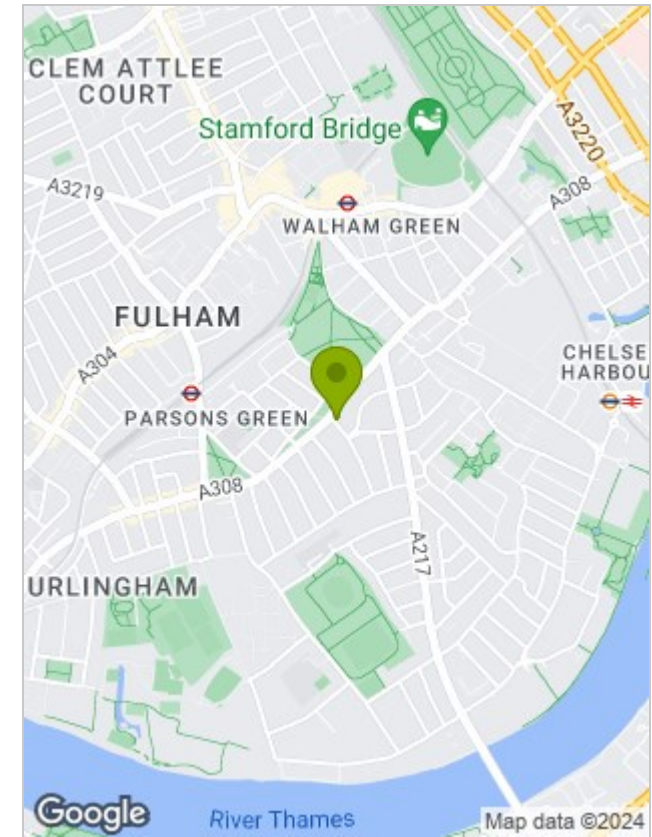 CLEM ATTLEE
COURT
Stamford Bridge
A3220
A3219
A308
WALHAM GREEN
FULHAM
A304
CHELSE
HARBOU
PARSONS GREEN
A308
A217
URLINGHAM
Google
River Thames
Map data ©2024